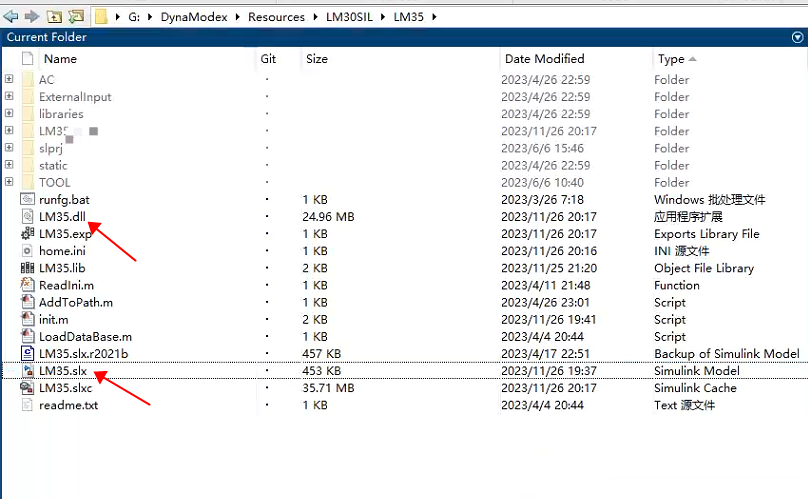 G: DynaModex Resources LM30SIL LM35
Current Folder
Name Git Size Date Modified Type
AC 2023/4/26 22:59 Folder
ExternalInput 2023/4/26 22:59 Folder
libraries 2023/4/26 22:59 Folder
LM35 2023/11/26 20:17 Folder
slprj 2023/6/6 15:46 Folder
static 2023/4/26 22:59 Folder
TOOL 2023/6/6 10:40 Folder
runfg.bat 1 KB 2023/3/26 7:18 Windows 批处理文件
LM35.dll 24.96 MB 2023/11/26 20:17 应用程序扩展
LM35.exp 1 KB 2023/11/26 20:17 Exports Library File
home.ini 1 KB 2023/11/26 20:16 INI 源文件
LM35.lib 2 KB 2023/11/25 21:20 Object File Library
ReadIni.m 1 KB 2023/4/11 21:48 Function
AddToPath.m 1 KB 2023/4/26 23:01 Script
init.m 2 KB 2023/11/26 19:41 Script
LoadDataBase.m 1 KB 2023/4/4 20:44 Script
LM35.slx.r2021b 457 KB 2023/4/17 22:51 Backup of Simulink Model
LM35.slx 453 KB 2023/11/26 19:37 Simulink Model
LM35.slxc 35.71 MB 2023/11/26 20:17 Simulink Cache
readme.txt 1 KB 2023/4/4 20:44 Text 源文件